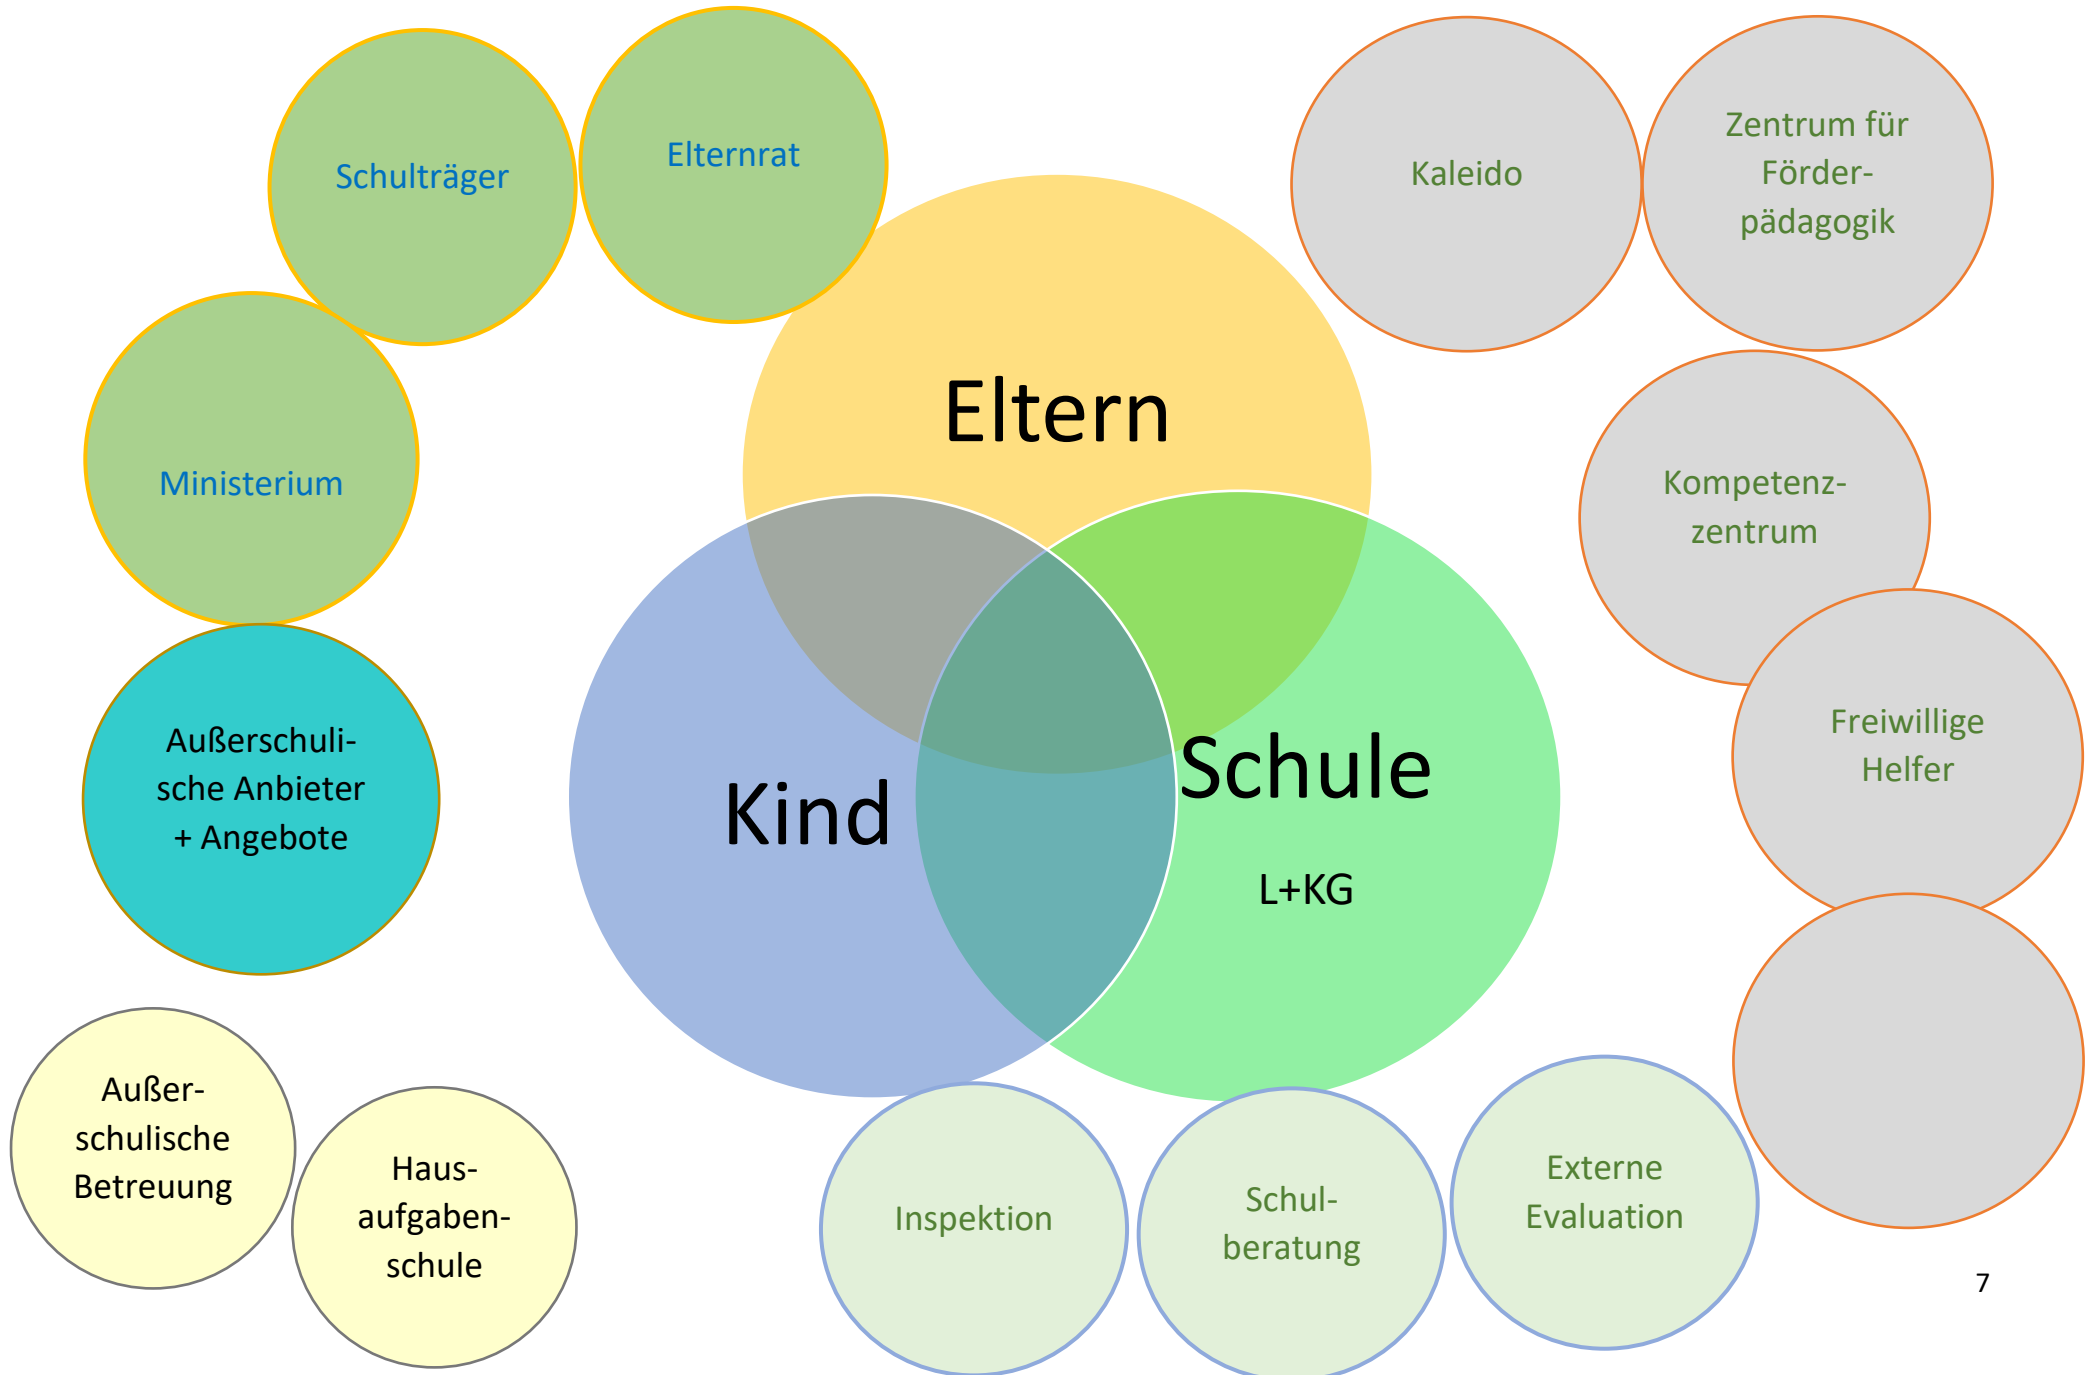 Schulträger
Elternrat
Kaleido
Zentrum für
Förder-
pädagogik
Ministerium
Eltern
Kompetenz-
zentrum
Außerschuli-
sche Anbieter
+ Angebote
Kind
Schule
L+KG
Freiwillige
Helfer
Außer-
schulische
Betreuung
Haus-
aufgaben-
schule
Inspektion
Schul-
beratung
Externe
Evaluation
7